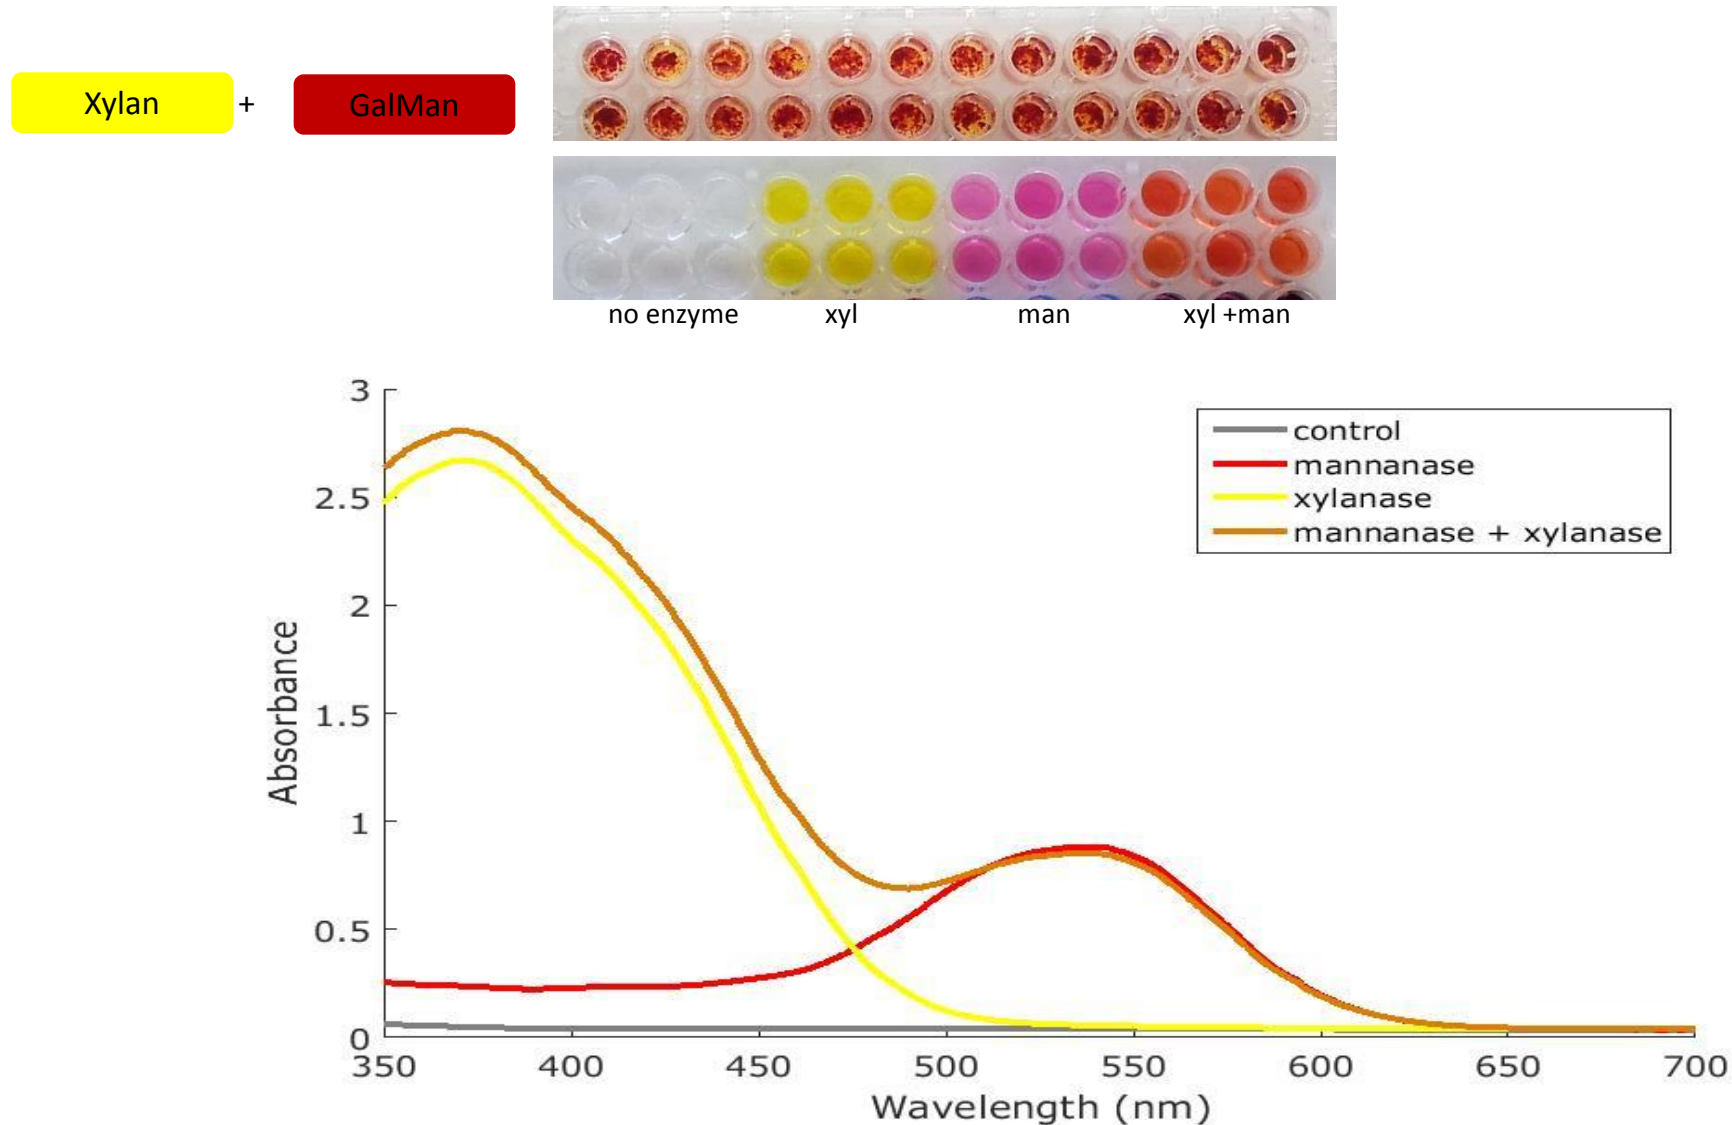 Xylan + GalMan
no enzyme xyl man xyl +man
3
2.5
2
1.5
1
0.5
0
Absorbance
control
mannanase
xylanase
mannanase + xylanase
350 400 450 500 550 600 650 700
Wavelength (nm)